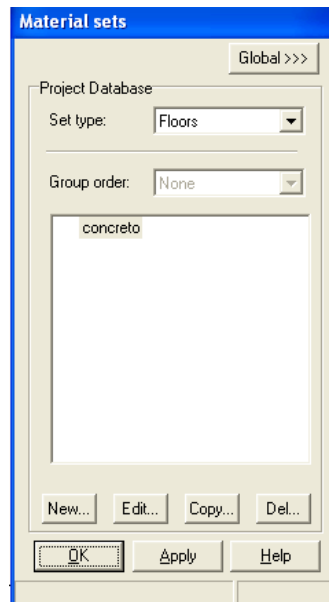 Material sets
Global >>>
Project Database
Set type: Floors
Group order: None
concreto
New... Edit... Copy... Del...
OK Apply Help